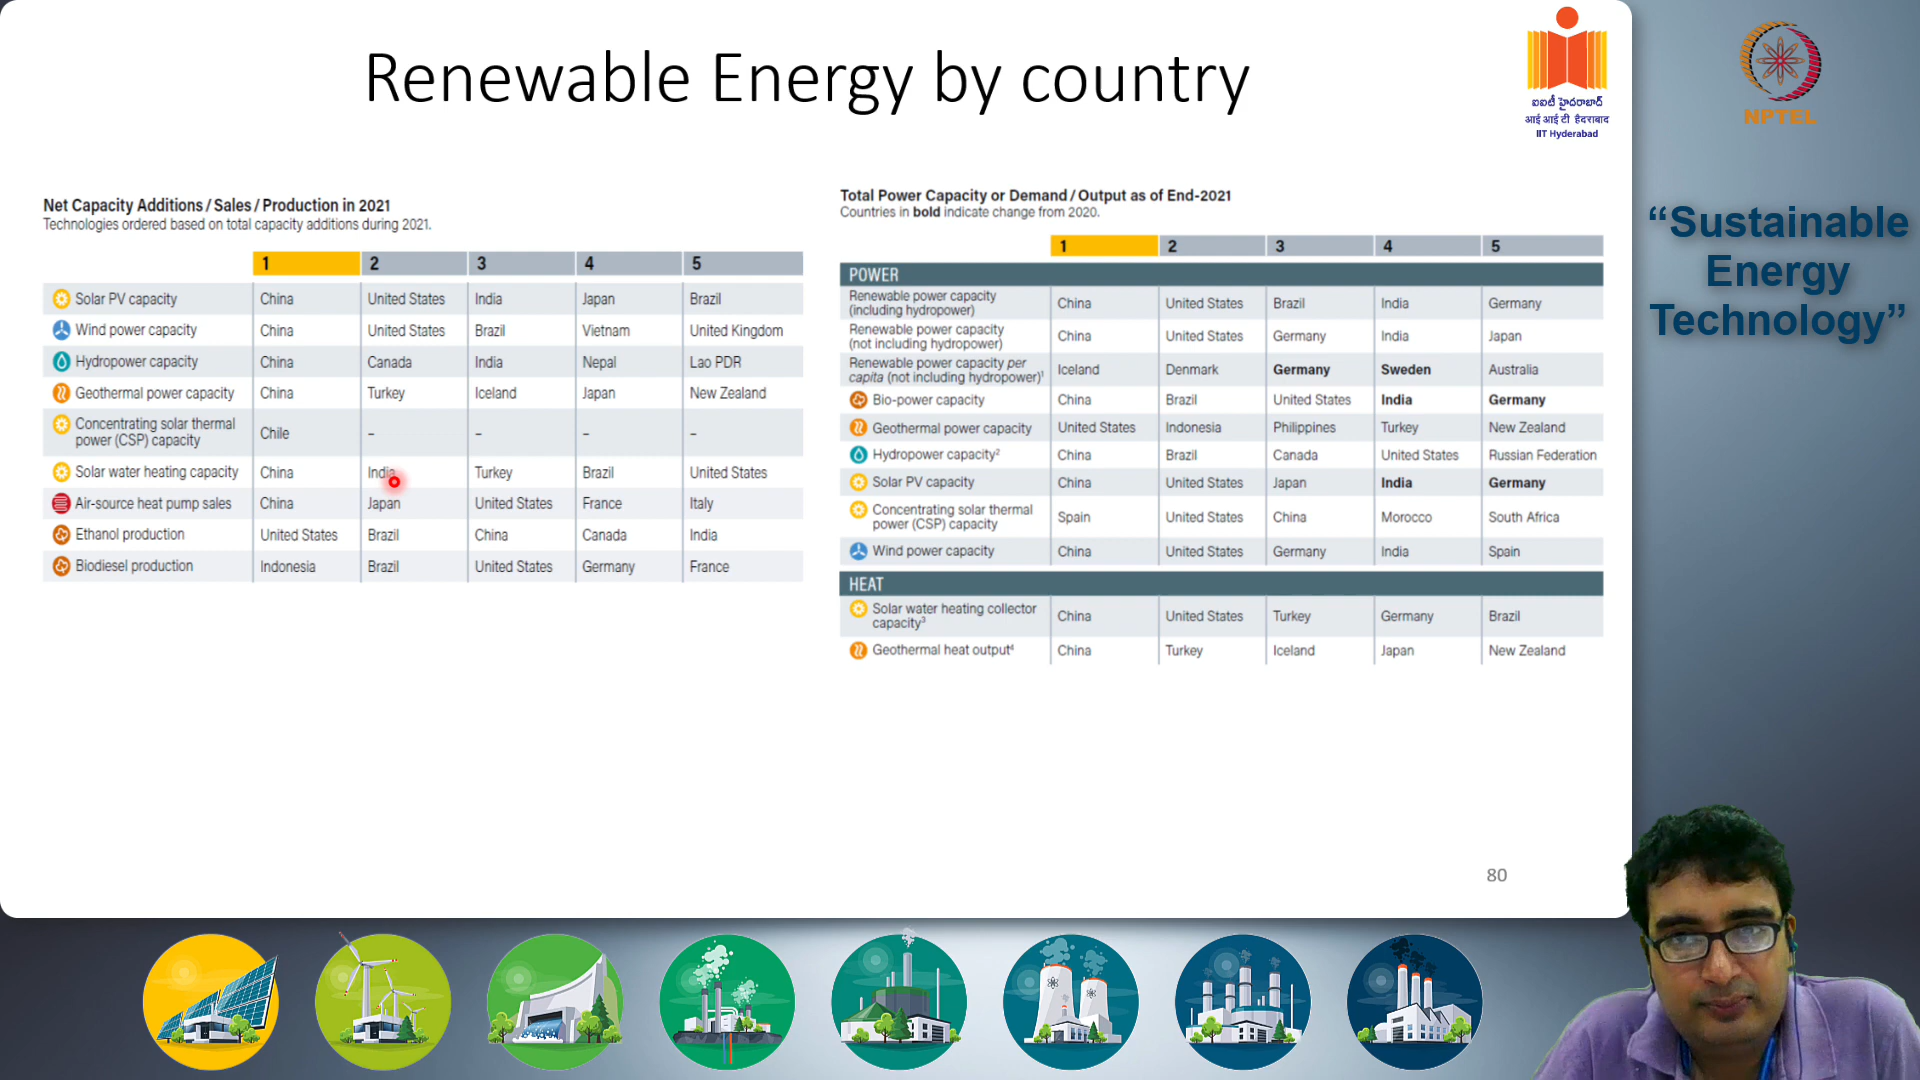 Renewable Energy by country
ఐఐటీ హైదరాబాద్
आई आई टी हैदराबाद
IIT Hyderabad
NPTEL
“Sustainable
Energy
Technology”
Net Capacity Additions / Sales / Production in 2021
Technologies ordered based on total capacity additions during 2021.
1 2 3 4 5
Solar PV capacity China United States India Japan Brazil
Wind power capacity China United States Brazil Vietnam United Kingdom
Hydropower capacity China Canada India Nepal Lao PDR
Geothermal power capacity China Turkey Iceland Japan New Zealand
Concentrating solar thermal
power (CSP) capacity Chile – – – –
Solar water heating capacity China India Turkey Brazil United States
Air-source heat pump sales China Japan United States France Italy
Ethanol production United States Brazil China Canada India
Biodiesel production Indonesia Brazil United States Germany France
Total Power Capacity or Demand / Output as of End-2021
Countries in bold indicate change from 2020.
1 2 3 4 5
POWER
Renewable power capacity
(including hydropower) China United States Brazil India Germany
Renewable power capacity
(not including hydropower) China United States Germany India Japan
Renewable power capacity per
capita (not including hydropower)¹ Iceland Denmark Germany Sweden Australia
Bio-power capacity China Brazil United States India Germany
Geothermal power capacity United States Indonesia Philippines Turkey New Zealand
Hydropower capacity² China Brazil Canada United States Russian Federation
Solar PV capacity China United States Japan India Germany
Concentrating solar thermal
power (CSP) capacity Spain United States China Morocco South Africa
Wind power capacity China United States Germany India Spain
HEAT
Solar water heating collector
capacity³ China United States Turkey Germany Brazil
Geothermal heat output⁴ China Turkey Iceland Japan New Zealand
80